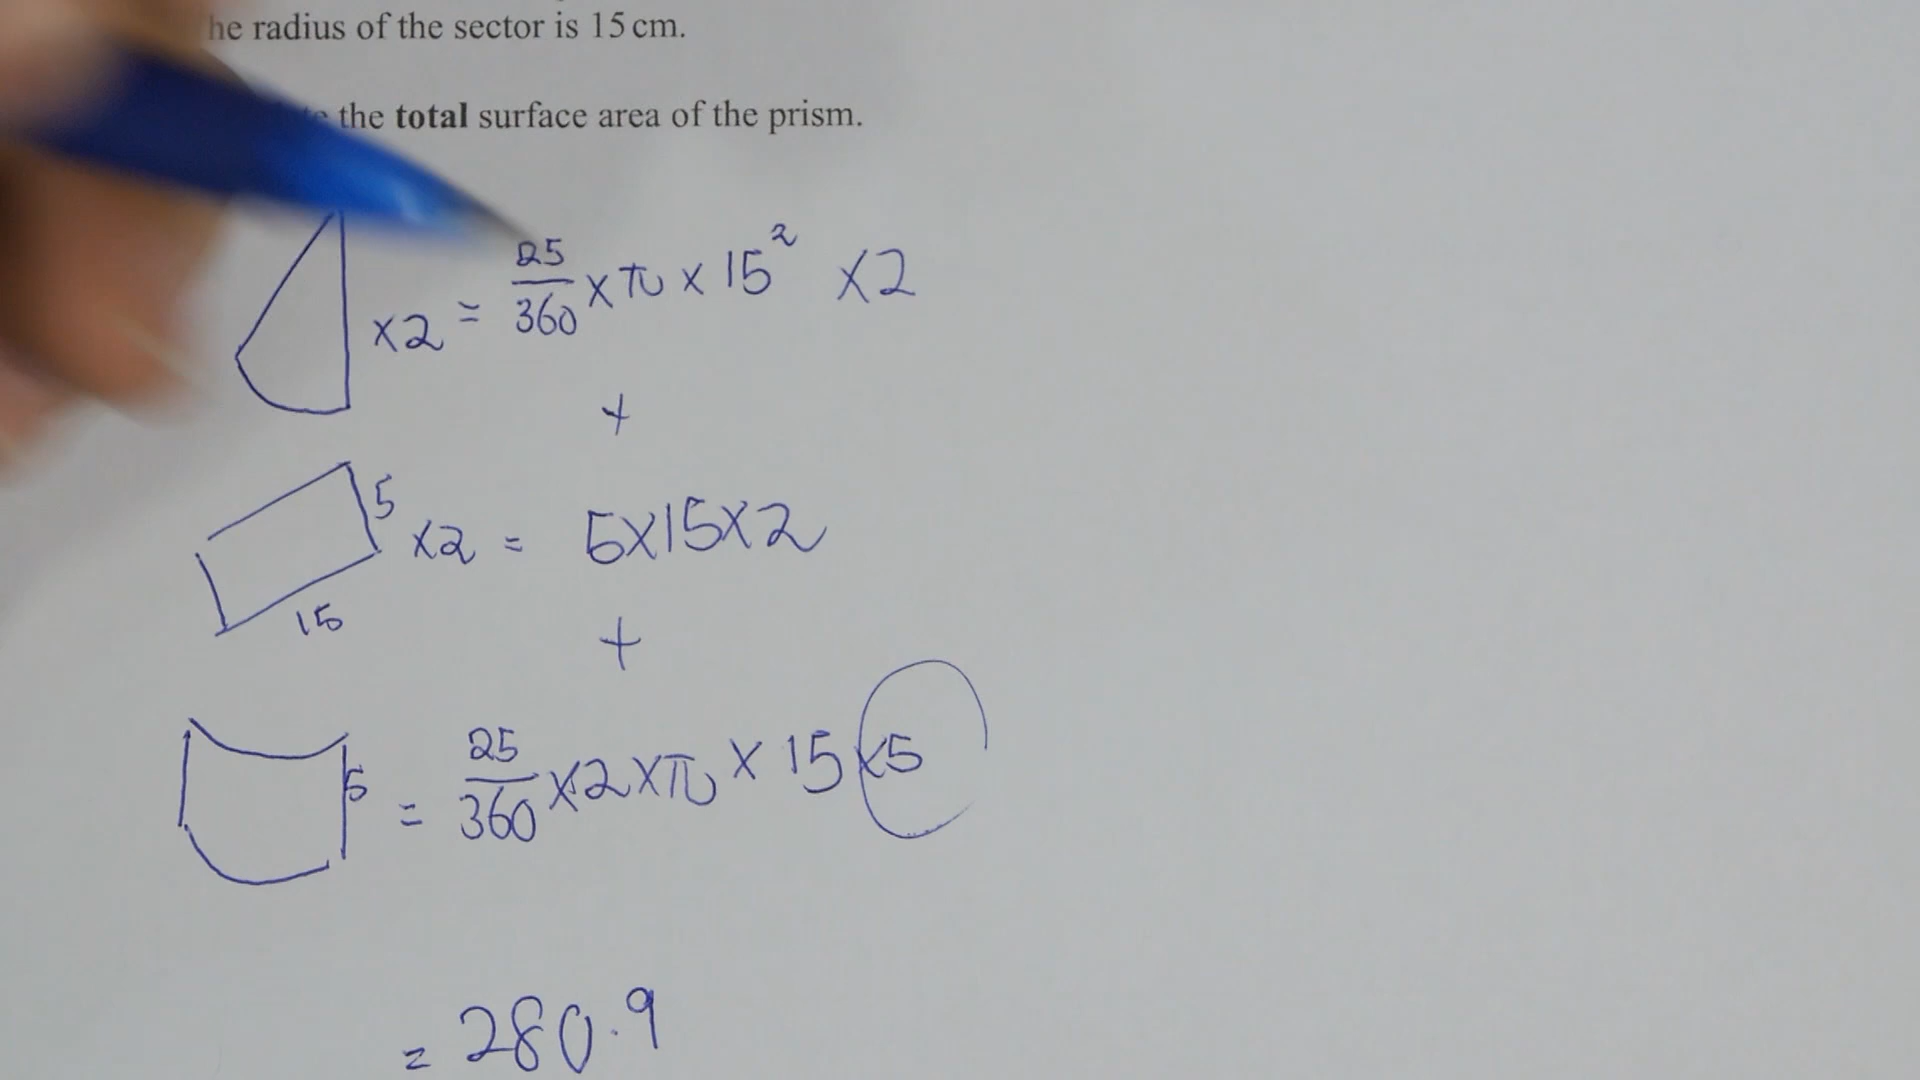 he radius of the sector is 15 cm.
the total surface area of the prism.
x2 = 25/360 x π x 15² x2
+
5
x2 = 5x15x2
15
+
5
= 25/360 x2xπ x 15 x5
= 280.9